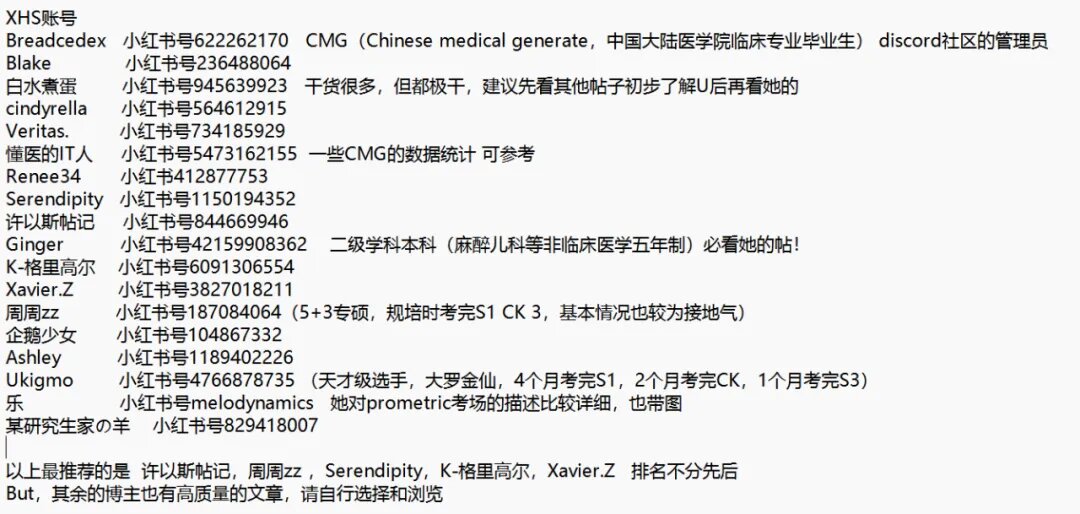 XHS账号
Breadcedex 小红书号622262170 CMG（Chinese medical generate，中国大陆医学院临床专业毕业生） discord社区的管理员
Blake 小红书号236488064
白水煮蛋 小红书号945639923 干货很多，但都极干，建议先看其他帖子初步了解U后再看她的
cindyrella 小红书号564612915
Veritas. 小红书号734185929
懂医的IT人 小红书号5473162155 一些CMG的数据统计 可参考
Renee34 小红书412877753
Serendipity 小红书号1150194352
许以斯帖记 小红书号844669946
Ginger 小红书号42159908362 二级学科本科（麻醉儿科等非临床医学五年制）必看她的帖！
K-格里高尔 小红书号6091306554
Xavier.Z 小红书号3827018211
周周zz 小红书号187084064（5+3专硕，规培时考完S1 CK 3，基本情况也较为接地气）
企鹅少女 小红书号104867332
Ashley 小红书号1189402226
Ukigmo 小红书号4766878735 （天才级选手，大罗金仙，4个月考完S1，2个月考完CK，1个月考完S3）
乐 小红书号melodynamics 她对prometric考场的描述比较详细，也带图
某研究生家の羊 小红书号829418007
以上最推荐的是 许以斯帖记，周周zz ，Serendipity，K-格里高尔，Xavier.Z 排名不分先后
But，其余的博主也有高质量的文章，请自行选择和浏览